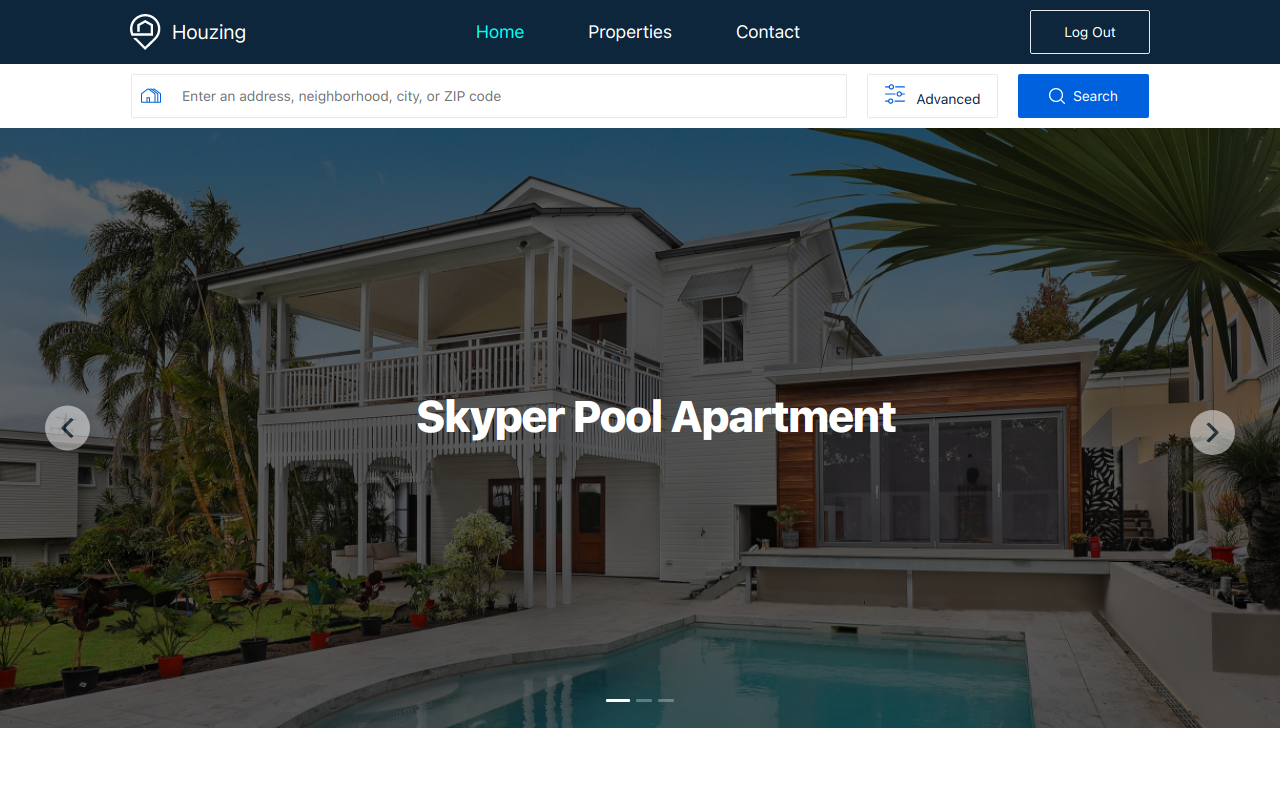 Houzing
Home
Properties
Contact
Log Out
Enter an address, neighborhood, city, or ZIP code
Advanced
Search
Skyper Pool Apartment